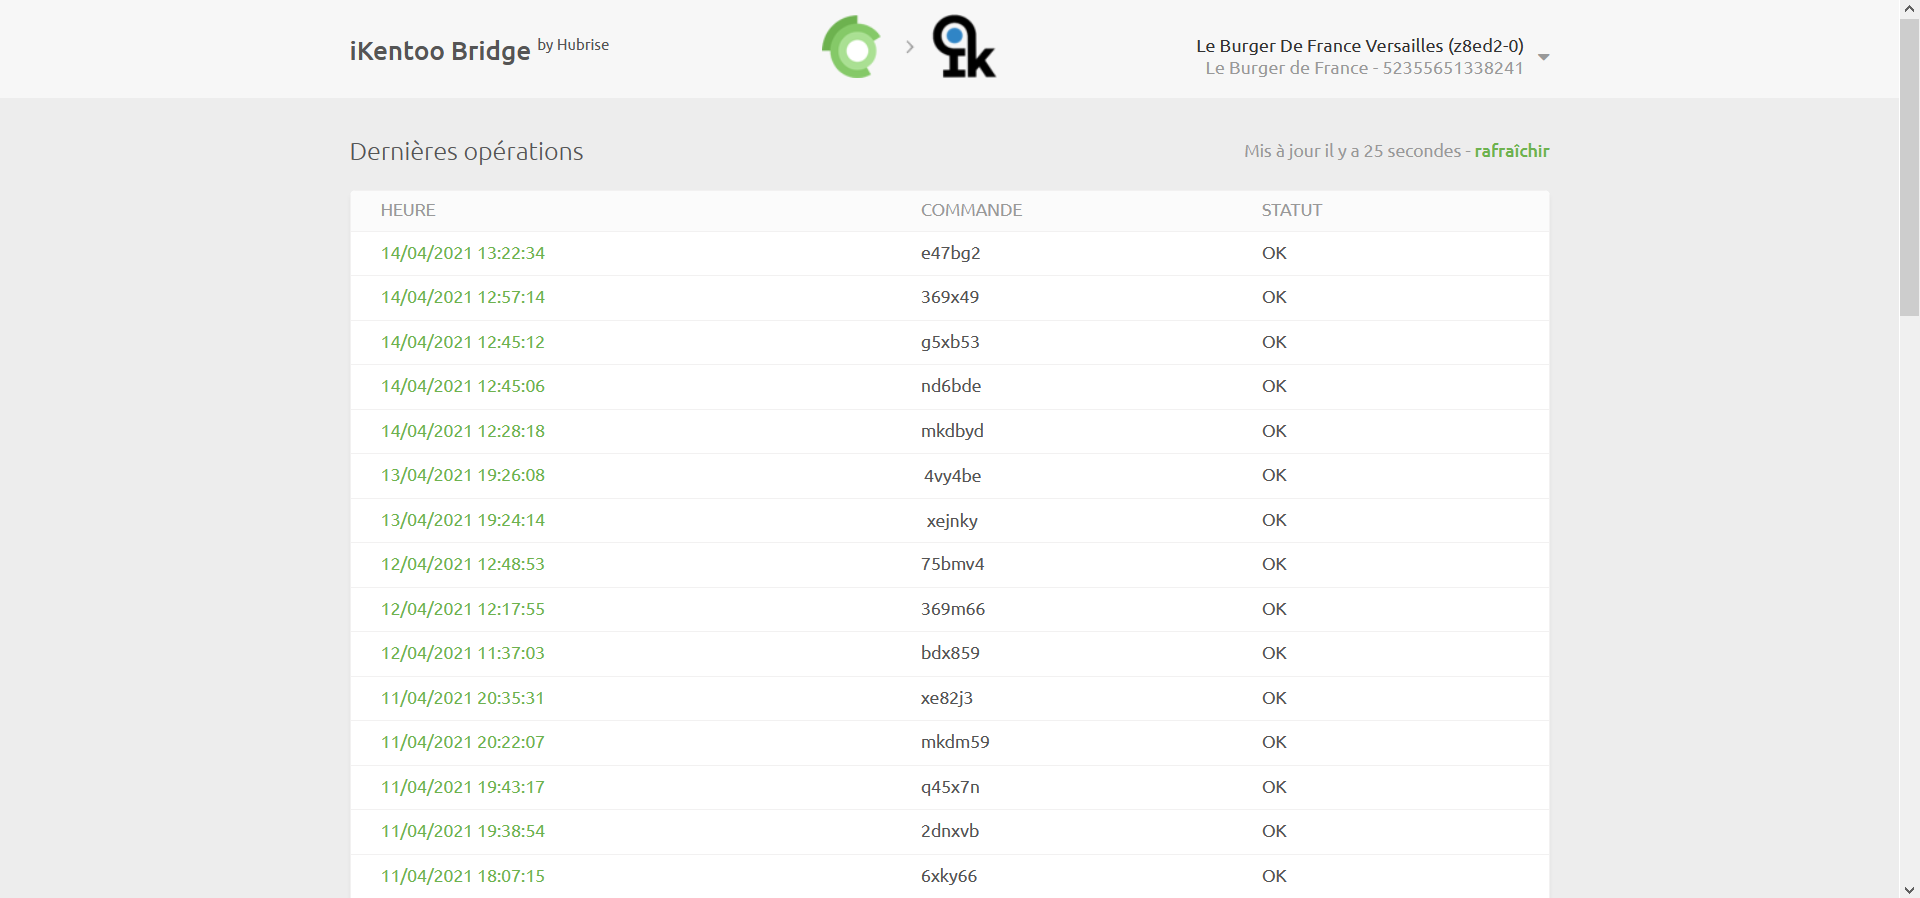 iKentoo Bridge by Hubrise
ik
Le Burger De France Versailles (z8ed2-0)
Le Burger de France - 52355651338241
Dernières opérations
Mis à jour il y a 25 secondes - rafraîchir
HEURE COMMANDE STATUT
14/04/2021 13:22:34 e47bg2 OK
14/04/2021 12:57:14 369x49 OK
14/04/2021 12:45:12 g5xb53 OK
14/04/2021 12:45:06 nd6bde OK
14/04/2021 12:28:18 mkdbyd OK
13/04/2021 19:26:08 4vy4be OK
13/04/2021 19:24:14 xejnky OK
12/04/2021 12:48:53 75bmv4 OK
12/04/2021 12:17:55 369m66 OK
12/04/2021 11:37:03 bdx859 OK
11/04/2021 20:35:31 xe82j3 OK
11/04/2021 20:22:07 mkdm59 OK
11/04/2021 19:43:17 q45x7n OK
11/04/2021 19:38:54 2dnxvb OK
11/04/2021 18:07:15 6xky66 OK